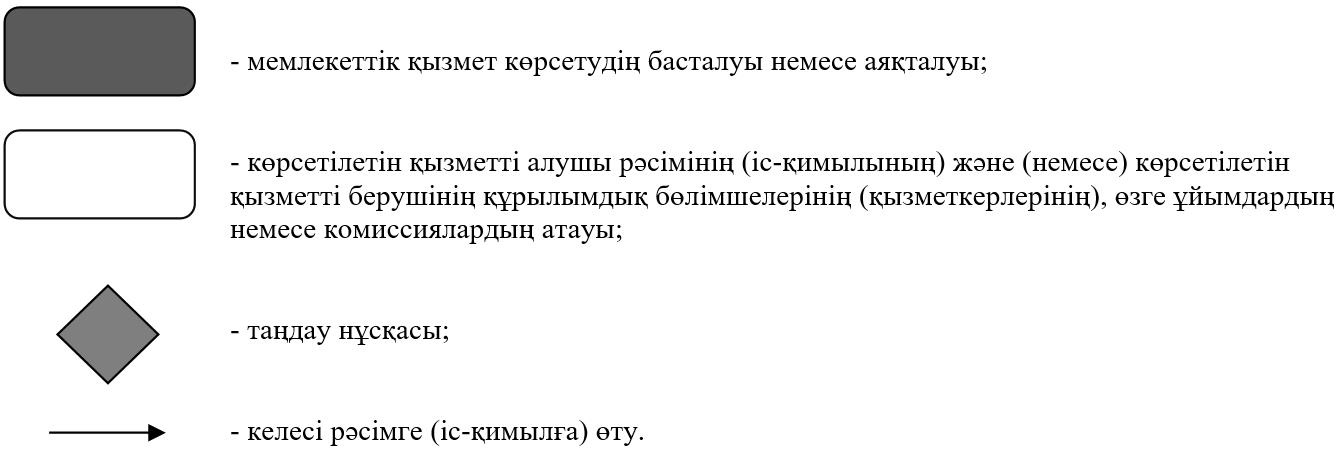 - мемлекеттік қызмет көрсетудің басталуы немесе аяқталуы;
- көрсетілетін қызметті алушы рәсімінің (іс-қимылының) және (немесе) көрсетілетін
қызметті берушінің құрылымдық бөлімшелерінің (қызметкерлерінің), өзге ұйымдардың
немесе комиссиялардың атауы;
- таңдау нұсқасы;
- келесі рәсімге (іс-қимылға) өту.